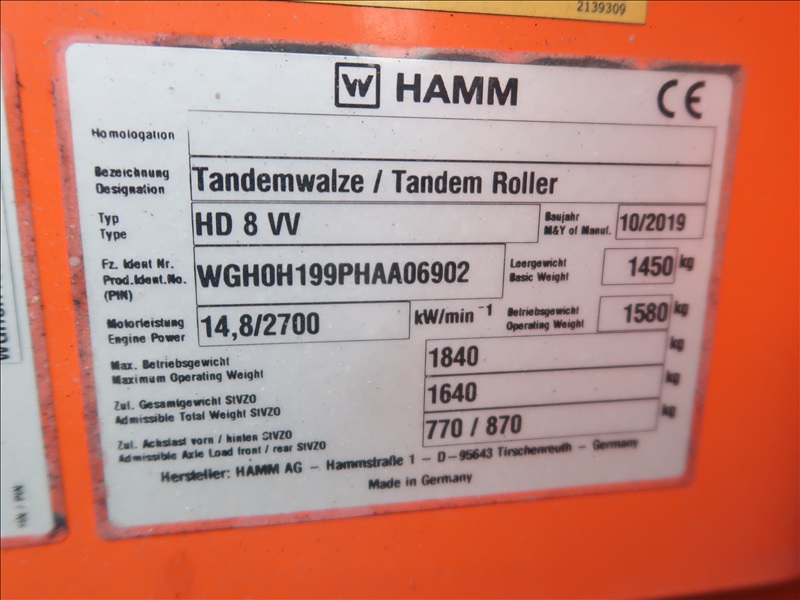 2139309
HAMM CE
Homologation
Bezeichnung
Designation
Tandemwalze / Tandem Roller
Typ
Type
HD 8 VV
Baujahr
M&Y of Manuf.
10/2019
Fz. Ident Nr.
Prod.Ident.No.
(PIN)
WGH0H199PHAA06902
Leergewicht
Basic Weight
1450 kg
Motorleistung
Engine Power
14,8/2700 kW/min⁻¹
Betriebsgewicht
Operating Weight
1580 kg
Max. Betriebsgewicht
Maximum Operating Weight
1840 kg
Zul. Gesamtgewicht StVZO
Admissible Total Weight StVZO
1640 kg
Zul. Achslast vorn / hinten StVZO
Admissible Axle Load front / rear StVZO
770 / 870 kg
Hersteller: HAMM AG – Hammstraße 1 – D–95643 Tirschenreuth – Germany
Made in Germany